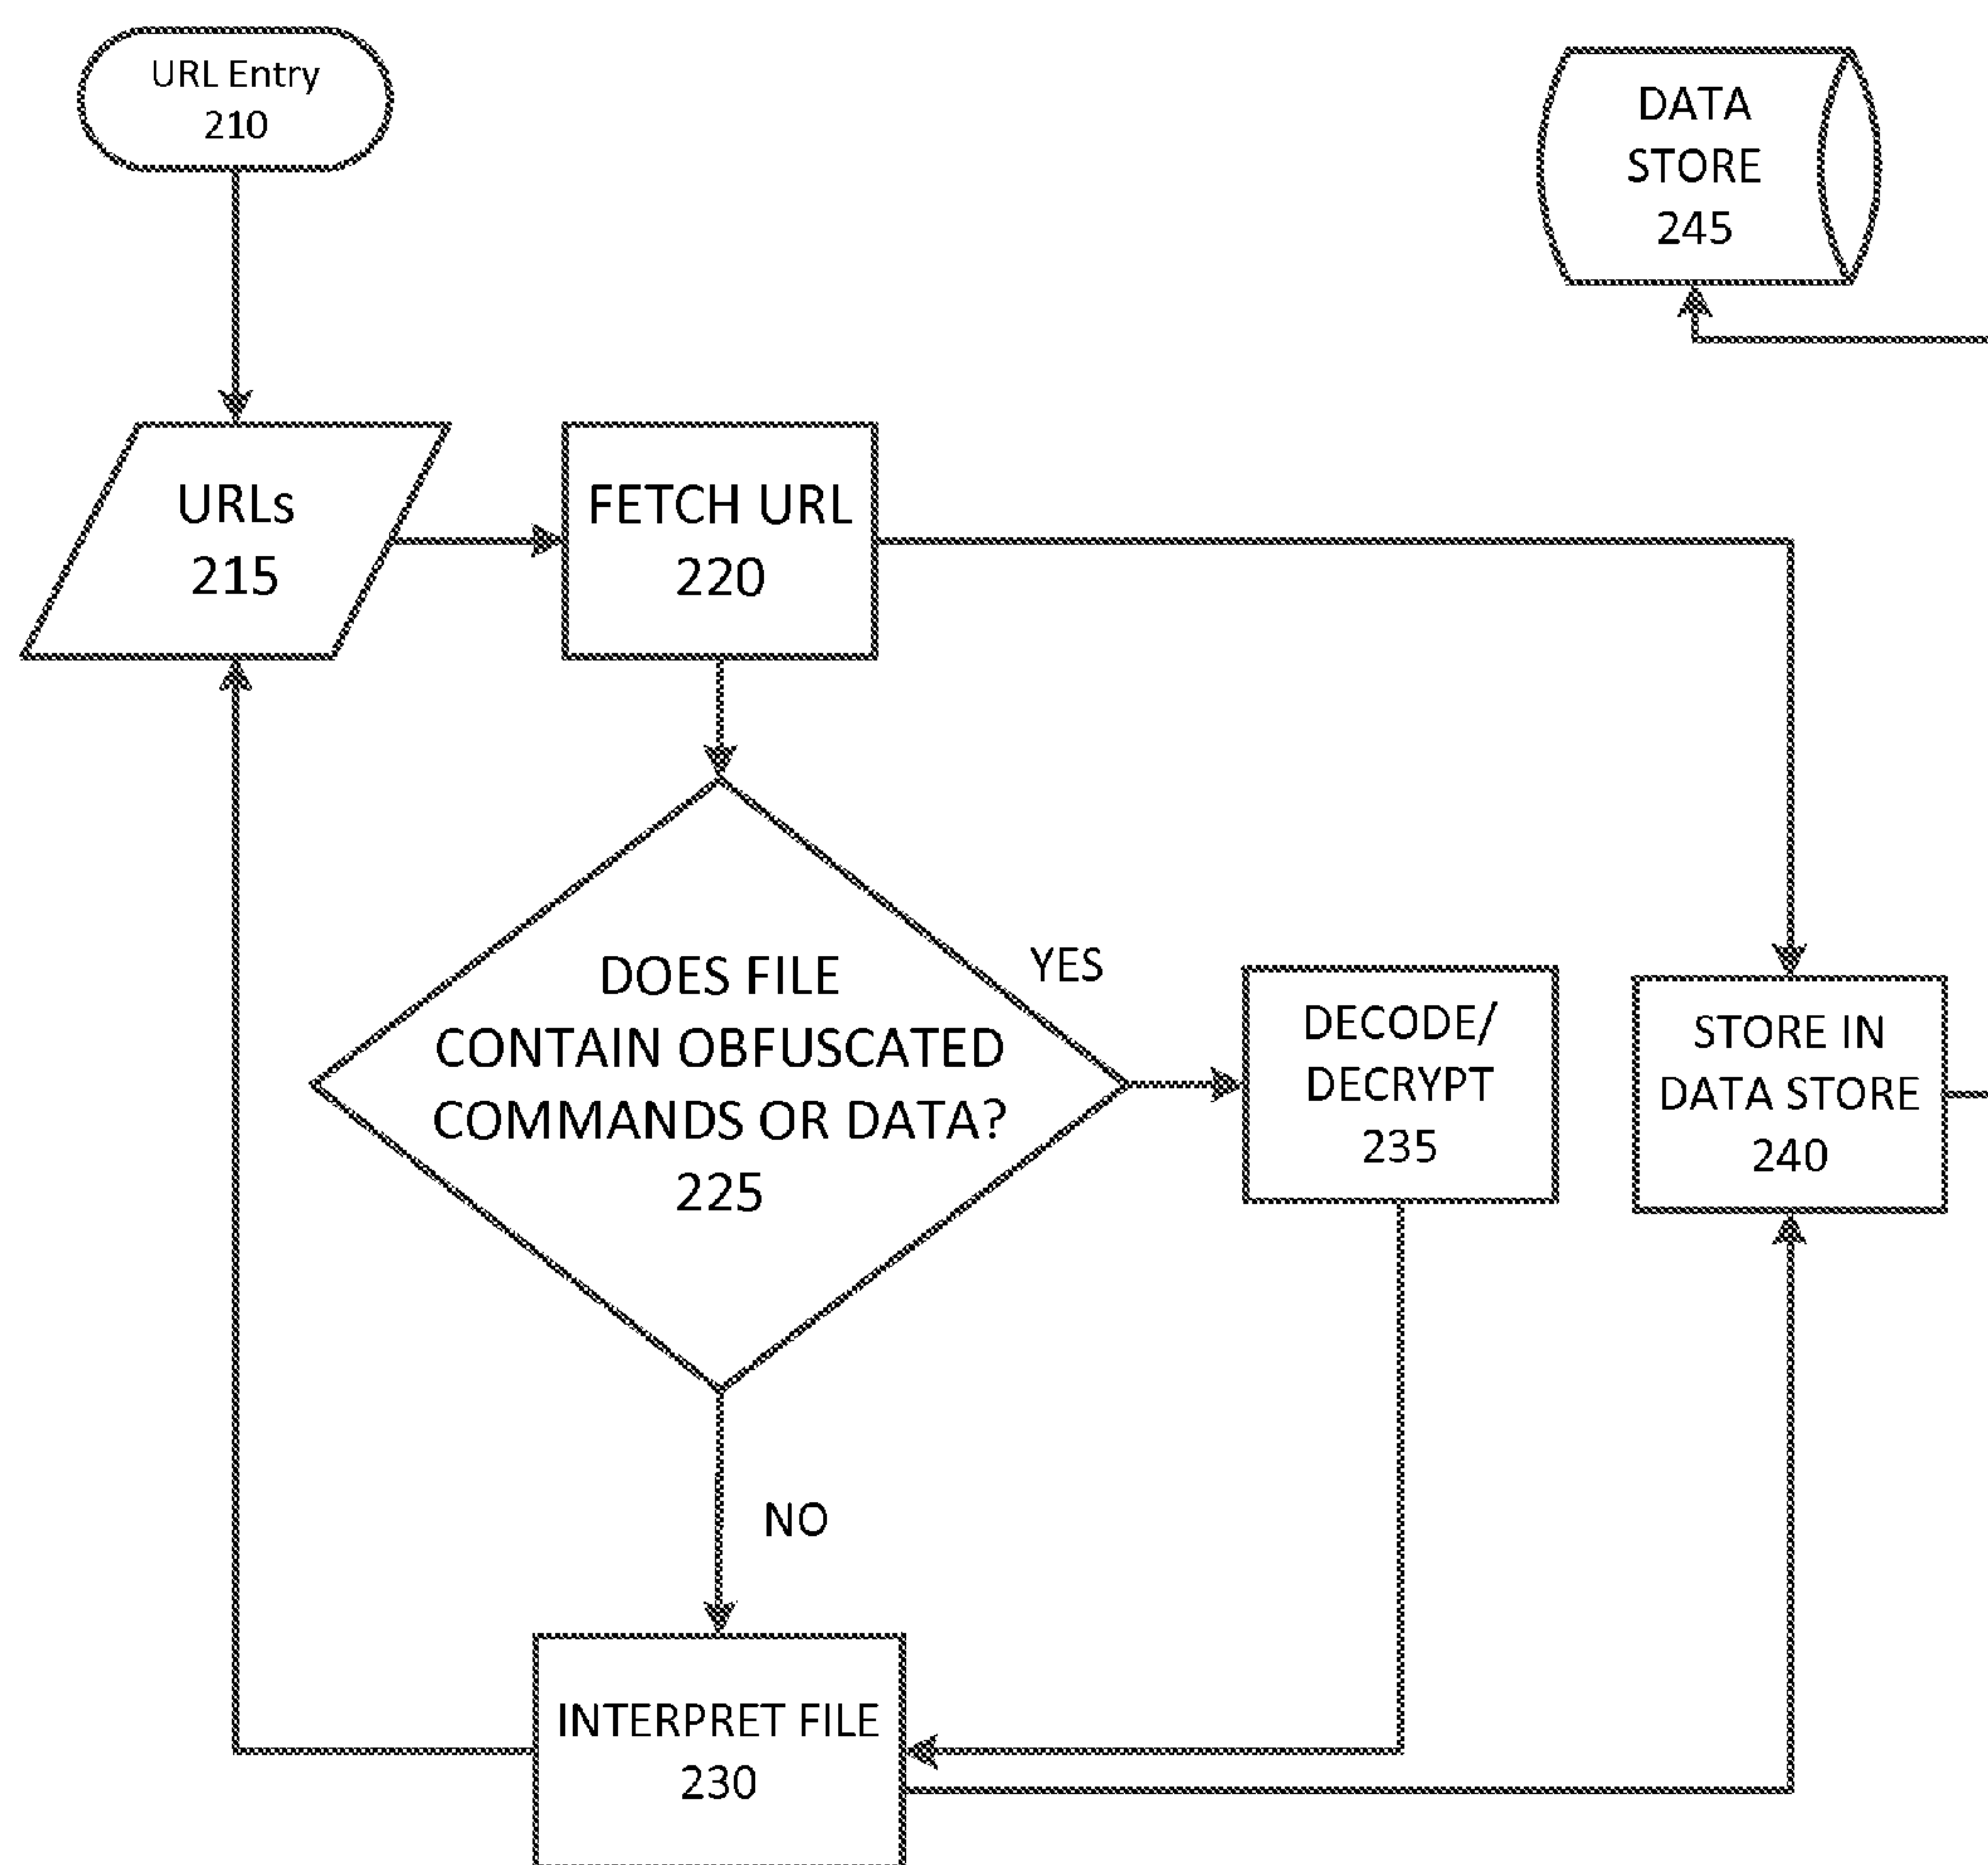 URL Entry
210
DATA
STORE
245
URLs
215
FETCH URL
220
DOES FILE
CONTAIN OBFUSCATED
COMMANDS OR DATA?
225
YES
DECODE/
DECRYPT
235
STORE IN
DATA STORE
240
NO
INTERPRET FILE
230